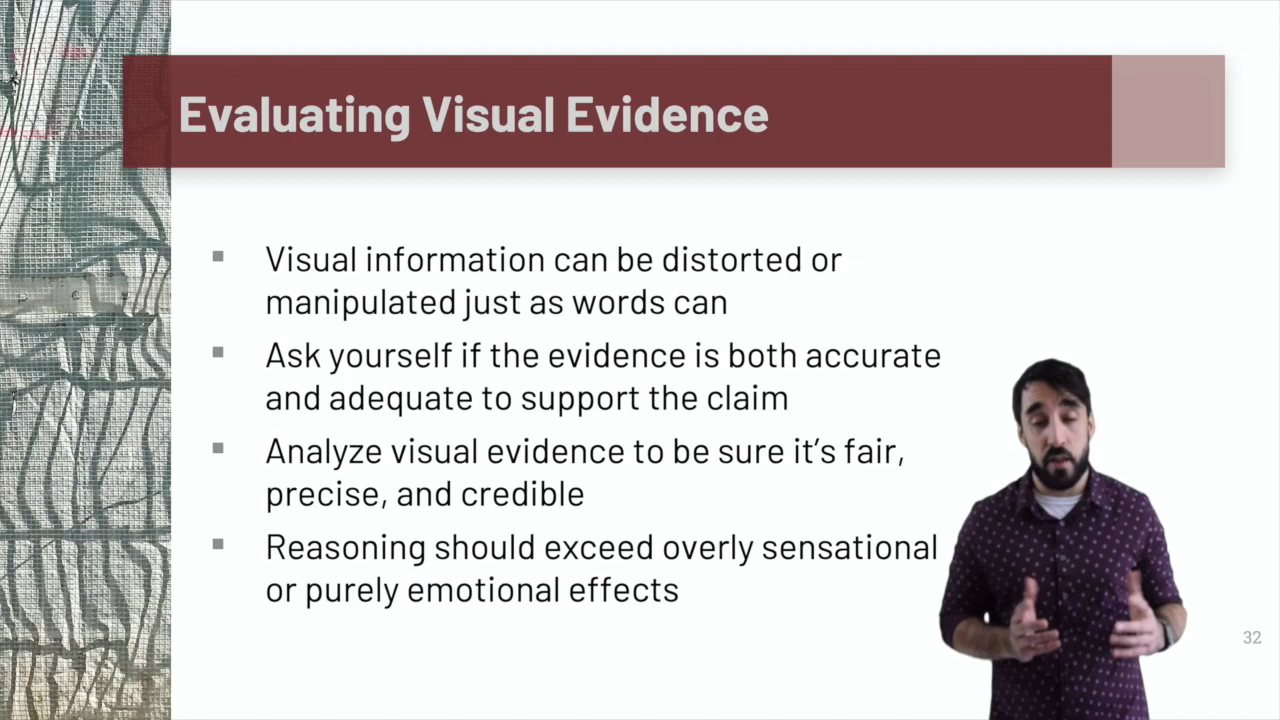 Evaluating Visual Evidence
Visual information can be distorted or
manipulated just as words can
Ask yourself if the evidence is both accurate
and adequate to support the claim
Analyze visual evidence to be sure it’s fair,
precise, and credible
Reasoning should exceed overly sensational
or purely emotional effects
32